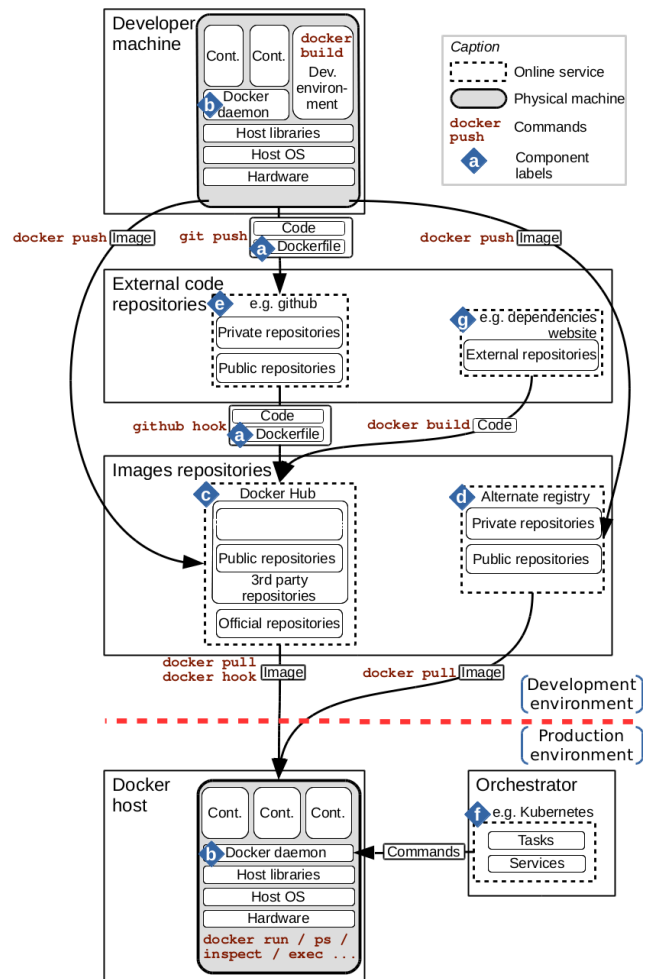 Developer
machine
Cont.
Cont.
docker
build
Dev.
environ-
ment
b
Docker
daemon
Host libraries
Host OS
Hardware
Caption
Online service
Physical machine
docker
push
Commands
a
Component
labels
docker push
Image
git push
Code
a
Dockerfile
docker push
Image
External code
repositories
e
e.g. github
Private repositories
Public repositories
g
e.g. dependencies
website
External repositories
github hook
Code
a
Dockerfile
docker build
Code
Images repositories
c
Docker Hub
Public repositories
3rd party
repositories
Official repositories
d
Alternate registry
Private repositories
Public repositories
docker pull
docker hook
Image
docker pull
Image
Development
environment
Production
environment
Docker
host
Cont.
Cont.
Cont.
b
Docker daemon
Host libraries
Host OS
Hardware
docker run / ps /
inspect / exec ...
Commands
Orchestrator
f
e.g. Kubernetes
Tasks
Services